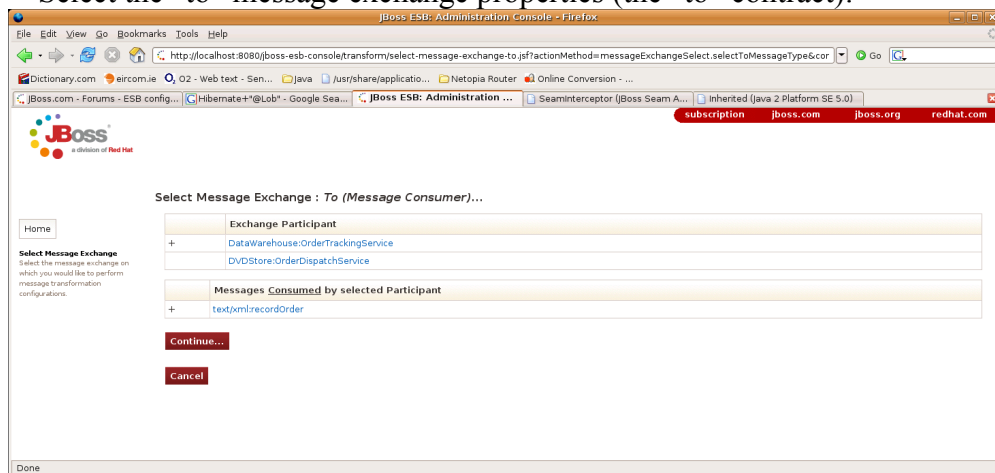 Select the "to" message exchange properties (the "to" contract).
JBoss ESB: Administration Console - Firefox
File Edit View Go Bookmarks Tools Help
http://localhost:8080/jboss-esb-console/transform/select-message-exchange-to.jsf?actionMethod=messageExchangeSelect.selectToMessageType&cor
Go
Dictionary.com eircom.ie O2 - Web text - Sen... Java /usr/share/applicatio... Netopia Router Online Conversion - ...
JBoss.com - Forums - ESB config... Hibernate+"@Lob" - Google Sea... JBoss ESB: Administration ... SeamInterceptor (JBoss Seam A... Inherited (Java 2 Platform SE 5.0)
subscription jboss.com jboss.org redhat.com
JBoss
a division of Red Hat
Select Message Exchange : To (Message Consumer)...
Home
Select Message Exchange
Select the message exchange on
which you would like to perform
message transformation
configurations.
Exchange Participant
+ DataWarehouse:OrderTrackingService
DVDStore:OrderDispatchService
Messages Consumed by selected Participant
+ text/xml:recordOrder
Continue...
Cancel
Done